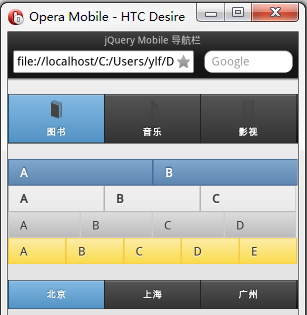 Opera Mobile - HTC Desire
jQuery Mobile 导航栏
file://localhost/C:/Users/ylf/D Google
图书 音乐 影视
A B
A B C
A B C D
A B C D E
北京 上海 广州